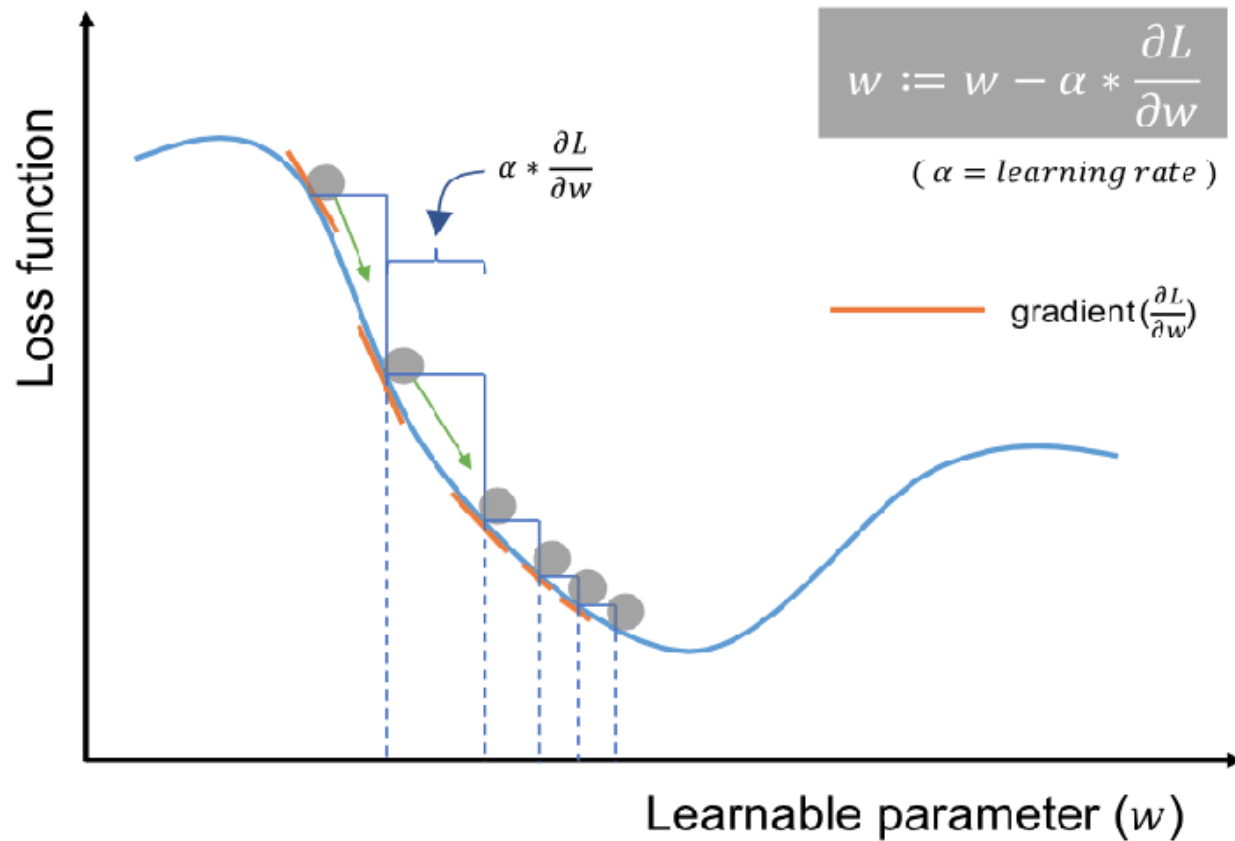 w := w − α * ∂L/∂w
( α = learning rate )
α * ∂L/∂w
gradient(∂L/∂w)
Loss function
Learnable parameter (w)